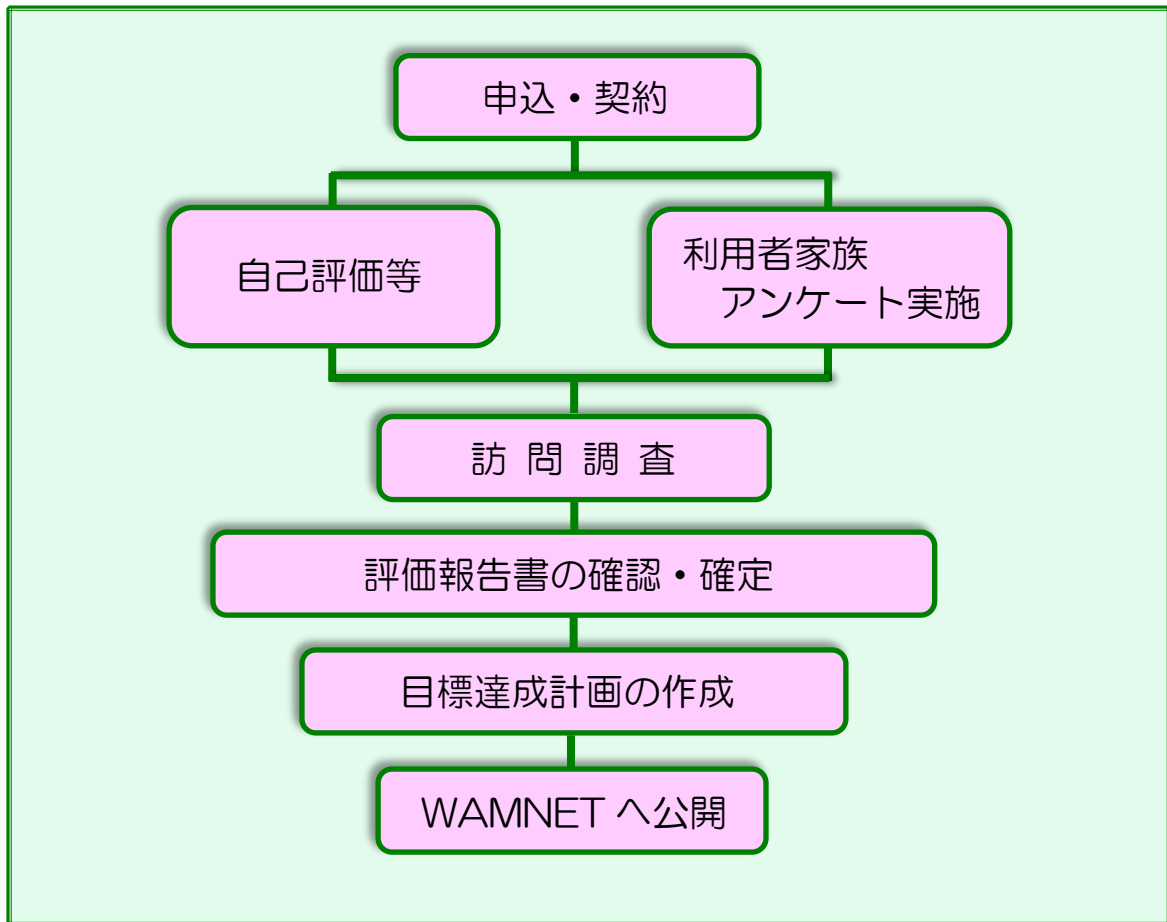 申込・契約
自己評価等
利用者家族
アンケート実施
訪 問 調 査
評価報告書の確認・確定
目標達成計画の作成
WAMNET へ公開